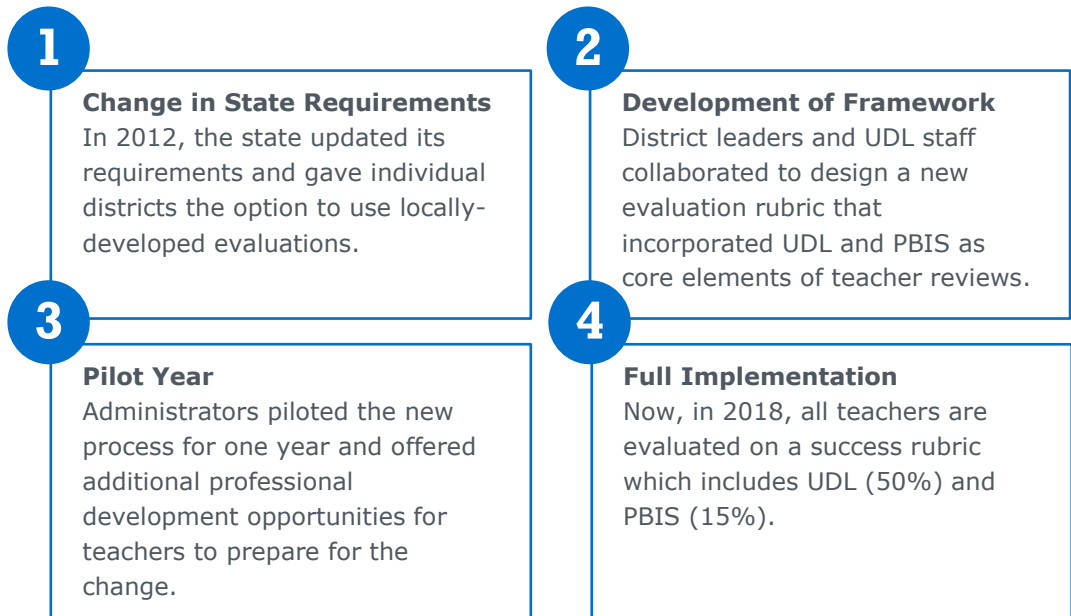 1
Change in State Requirements
In 2012, the state updated its
requirements and gave individual
districts the option to use locally-
developed evaluations.
2
Development of Framework
District leaders and UDL staff
collaborated to design a new
evaluation rubric that
incorporated UDL and PBIS as
core elements of teacher reviews.
3
Pilot Year
Administrators piloted the new
process for one year and offered
additional professional
development opportunities for
teachers to prepare for the
change.
4
Full Implementation
Now, in 2018, all teachers are
evaluated on a success rubric
which includes UDL (50%) and
PBIS (15%).